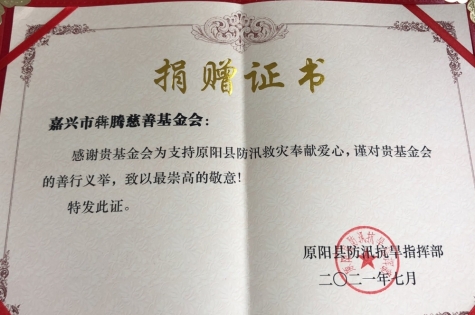 捐赠证书
嘉兴市犇腾慈善基金会：
感谢贵基金会为支持原阳县防汛救灾奉献爱心，谨对贵基金会
的善行义举，致以最崇高的敬意！
特发此证。
原阳县防汛抗旱指挥部
二〇二一年七月